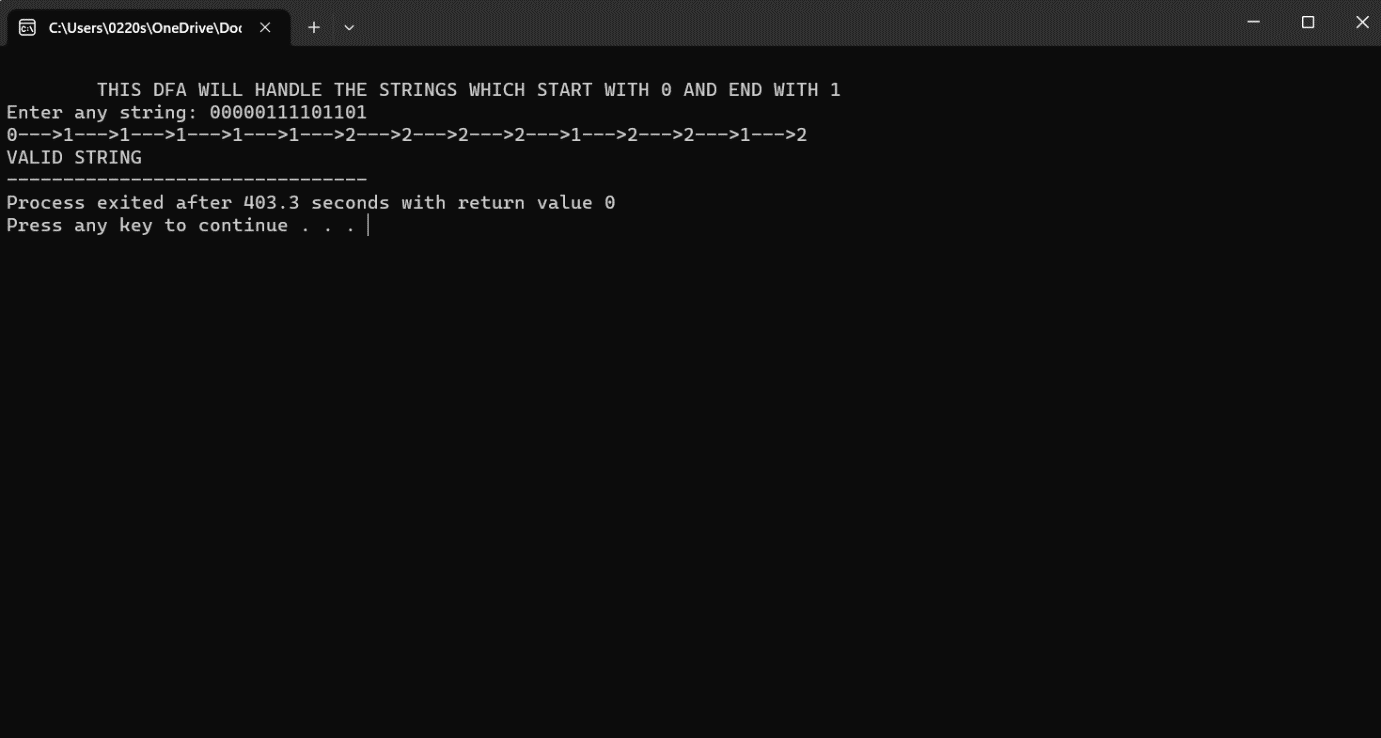 C:\Users\0220s\OneDrive\Doc
THIS DFA WILL HANDLE THE STRINGS WHICH START WITH 0 AND END WITH 1
Enter any string: 00000111101101
0--->1--->1--->1--->1--->1--->2--->2--->2--->2--->1--->2--->2--->1--->2
VALID STRING
--------------------------------
Process exited after 403.3 seconds with return value 0
Press any key to continue . . .